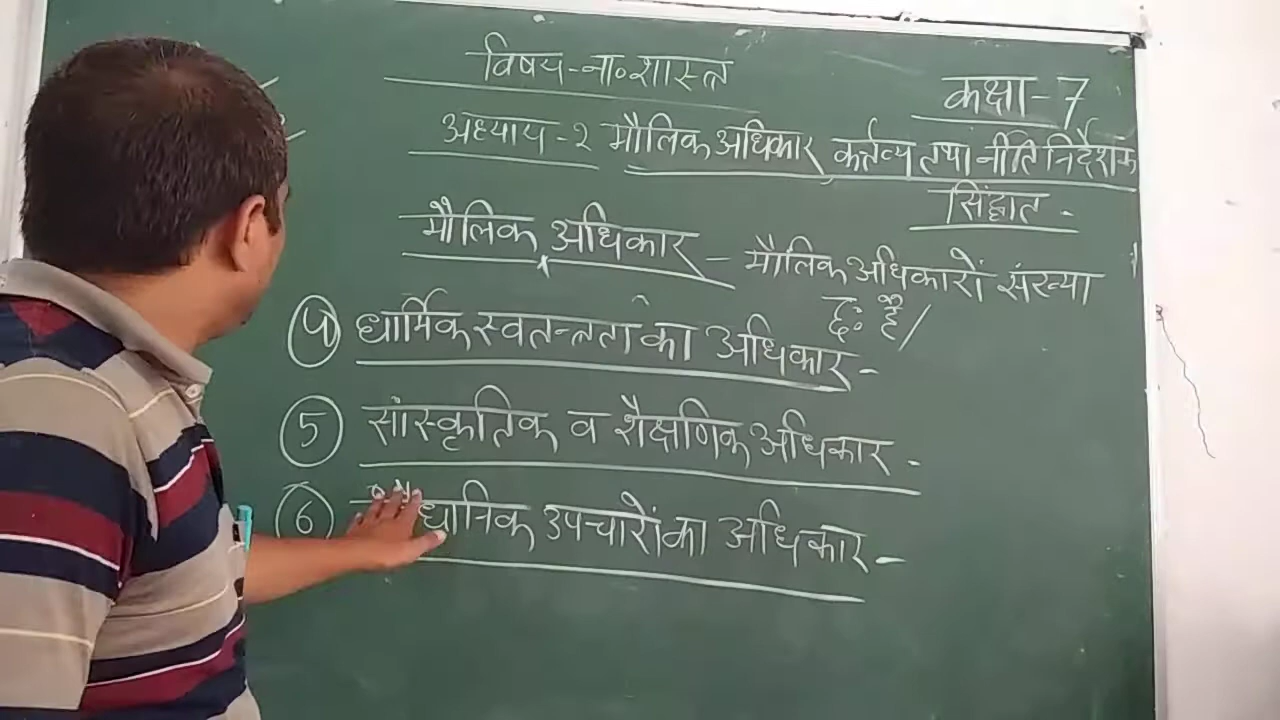 विषय-ना०शास्त्र
कक्षा-7
अध्याय-२ मौलिक अधिकार, कर्तव्य तथा नीति निर्देशक
सिंद्धात-
मौलिक अधिकार - मौलिक अधिकारों संख्या
छः है/
4 धार्मिक स्वतन्त्रता का अधिकार-
5 सांस्कृतिक व शैक्षणिक अधिकार-
6 उपचारों का अधिकार-